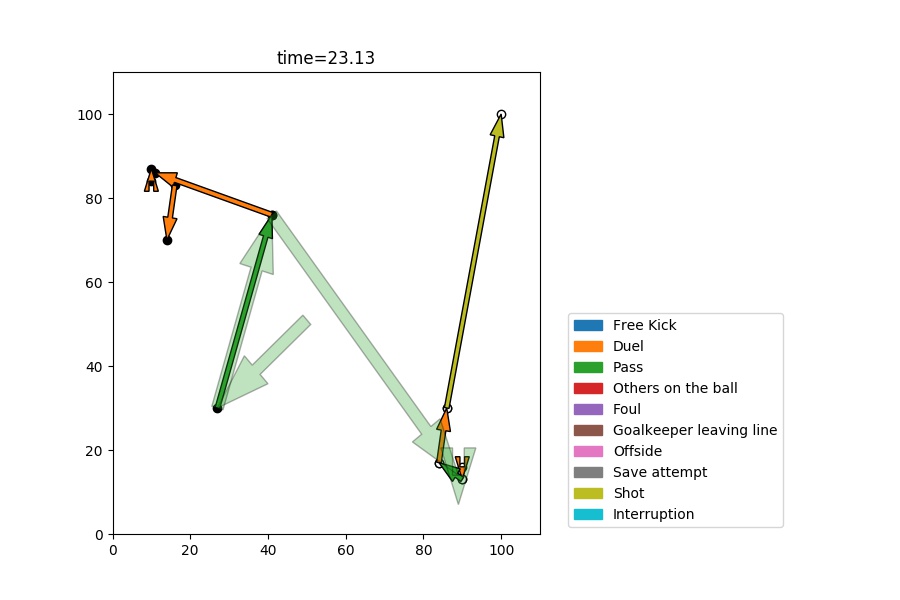 time=23.13
100
80
60
40
20
0
0 20 40 60 80 100
Free Kick
Duel
Pass
Others on the ball
Foul
Goalkeeper leaving line
Offside
Save attempt
Shot
Interruption